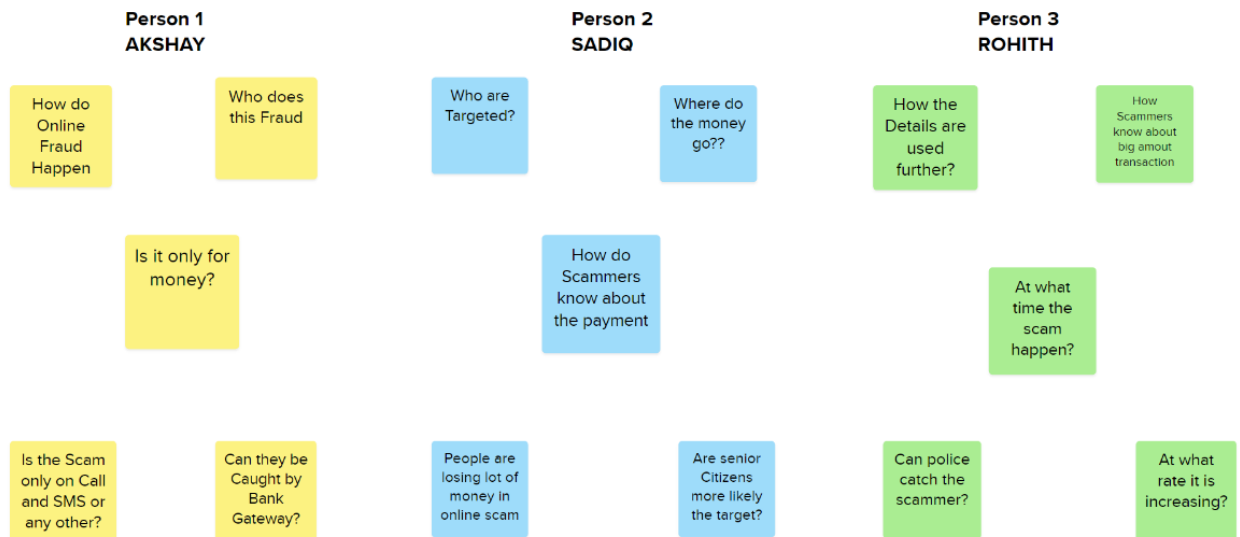 Person 1
AKSHAY
How do
Online
Fraud
Happen
Who does
this Fraud
Is it only for
money?
Is the Scam
only on Call
and SMS or
any other?
Can they be
Caught by
Bank
Gateway?
Person 2
SADIQ
Who are
Targeted?
Where do
the money
go??
How do
Scammers
know about
the payment
People are
losing lot of
money in
online scam
Are senior
Citizens
more likely
the target?
Person 3
ROHITH
How the
Details are
used
further?
How
Scammers
know about
big amout
transaction
At what
time the
scam
happen?
Can police
catch the
scammer?
At what
rate it is
increasing?